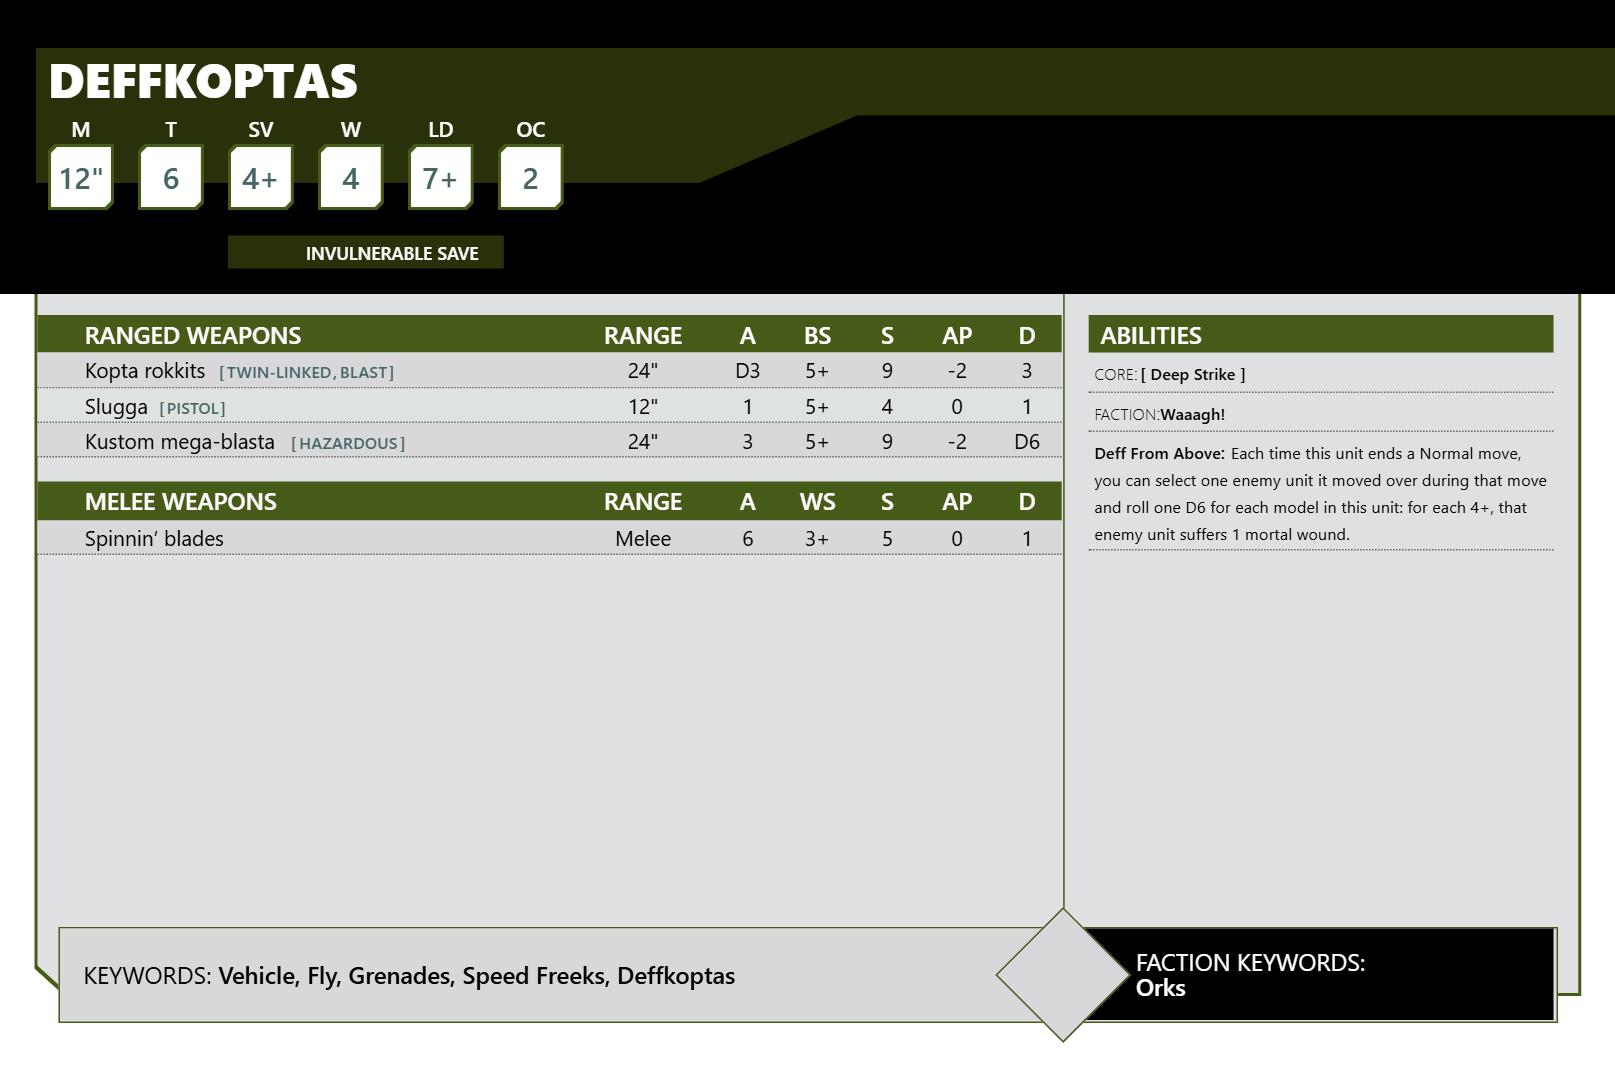 DEFFKOPTAS
M T SV W LD OC
12" 6 4+ 4 7+ 2
INVULNERABLE SAVE
RANGED WEAPONS RANGE A BS S AP D
Kopta rokkits [TWIN-LINKED, BLAST] 24" D3 5+ 9 -2 3
Slugga [PISTOL] 12" 1 5+ 4 0 1
Kustom mega-blasta [HAZARDOUS] 24" 3 5+ 9 -2 D6
MELEE WEAPONS RANGE A WS S AP D
Spinnin’ blades Melee 6 3+ 5 0 1
ABILITIES
CORE: [ Deep Strike ]
FACTION:Waaagh!
Deff From Above: Each time this unit ends a Normal move,
you can select one enemy unit it moved over during that move
and roll one D6 for each model in this unit: for each 4+, that
enemy unit suffers 1 mortal wound.
KEYWORDS: Vehicle, Fly, Grenades, Speed Freeks, Deffkoptas
FACTION KEYWORDS:
Orks